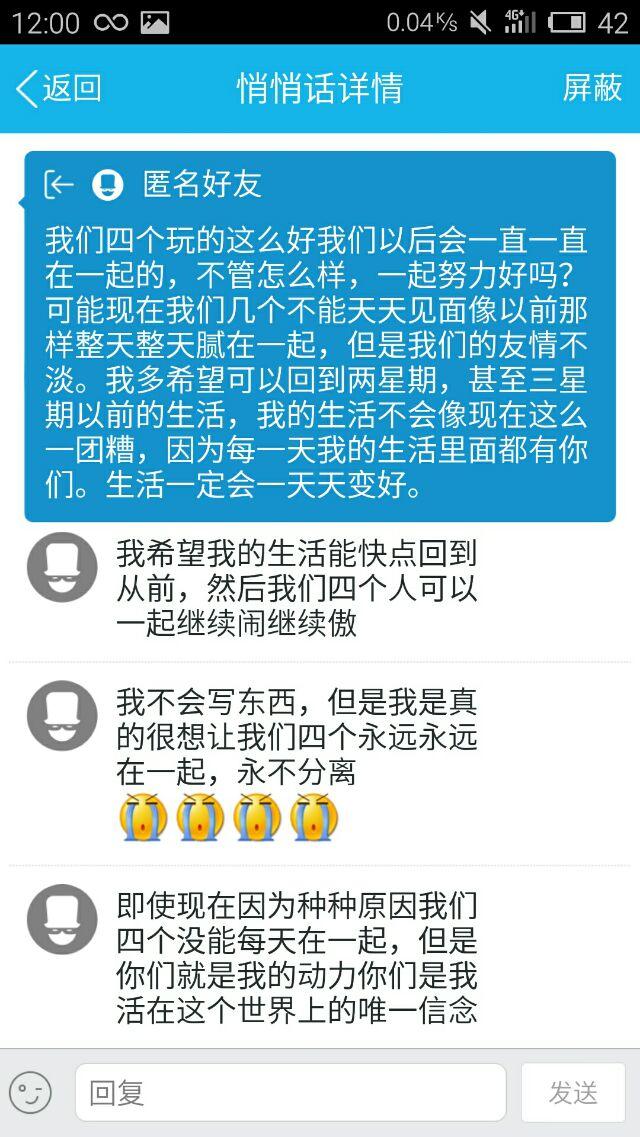 12:00 0.04K/s 4G 42
返回 悄悄话详情 屏蔽
匿名好友
我们四个玩的这么好我们以后会一直一直
在一起的，不管怎么样，一起努力好吗？
可能现在我们几个不能天天见面像以前那
样整天整天腻在一起，但是我们的友情不
淡。我多希望可以回到两星期，甚至三星
期以前的生活，我的生活不会像现在这么
一团糟，因为每一天我的生活里面都有你
们。生活一定会一天天变好。
我希望我的生活能快点回到
从前，然后我们四个人可以
一起继续闹继续傲
我不会写东西，但是我是真
的很想让我们四个永远永远
在一起，永不分离
即使现在因为种种原因我们
四个没能每天在一起，但是
你们就是我的动力你们是我
活在这个世界上的唯一信念
回复 发送